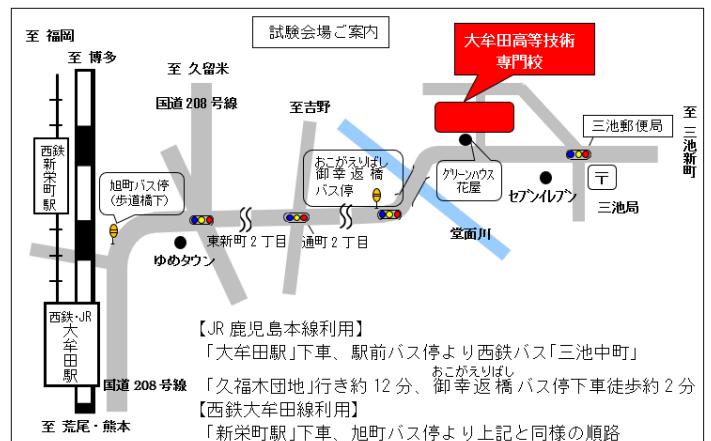 試験会場ご案内
至 福岡
至 博多
至 久留米
国道208号線
至吉野
大牟田高等技術
専門校
至 三池新町
三池郵便局
西鉄新栄町駅
旭町バス停
(歩道橋下)
おこがえりばし
御幸返橋
バス停
グリーンハウス
花屋
セブンイレブン
〒
三池局
東新町2丁目
通町2丁目
堂面川
ゆめタウン
西鉄・JR
大牟田駅
国道208号線
至 荒尾・熊本
【JR鹿児島本線利用】
「大牟田駅」下車、駅前バス停より西鉄バス「三池中町」
おこがえりばし
「久福木団地」行き約12分、御幸返橋バス停下車徒歩約2分
【西鉄大牟田線利用】
「新栄町駅」下車、旭町バス停より上記と同様の順路